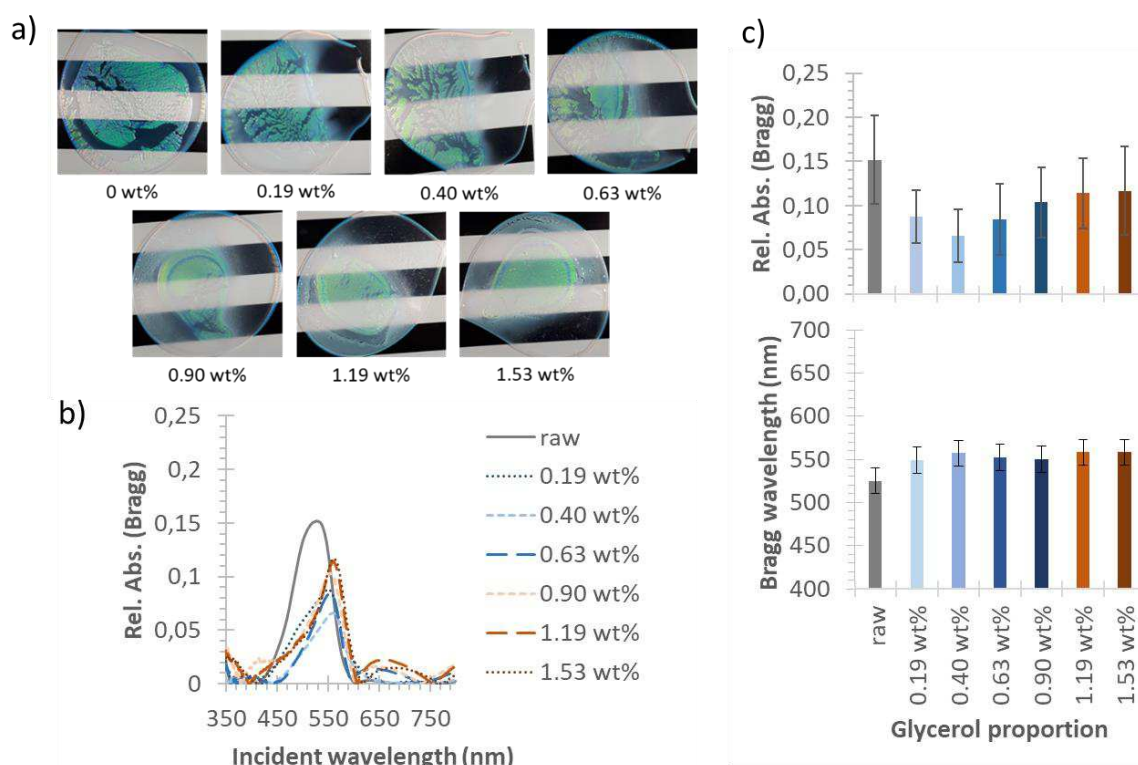 a)
0 wt%
0.19 wt%
0.40 wt%
0.63 wt%
0.90 wt%
1.19 wt%
1.53 wt%
b)
Rel. Abs. (Bragg)
0,25
0,2
0,15
0,1
0,05
0
350
450
550
650
750
Incident wavelength (nm)
raw
0.19 wt%
0.40 wt%
0.63 wt%
0.90 wt%
1.19 wt%
1.53 wt%
c)
Rel. Abs. (Bragg)
0,25
0,20
0,15
0,10
0,05
0,00
Bragg wavelength (nm)
700
650
600
550
500
450
400
raw
0.19 wt%
0.40 wt%
0.63 wt%
0.90 wt%
1.19 wt%
1.53 wt%
Glycerol proportion